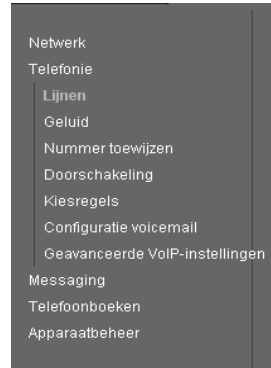 Netwerk
Telefonie
Lijnen
Geluid
Nummer toewijzen
Doorschakeling
Kiesregels
Configuratie voicemail
Geavanceerde VoIP-instellingen
Messaging
Telefoonboeken
Apparaatbeheer